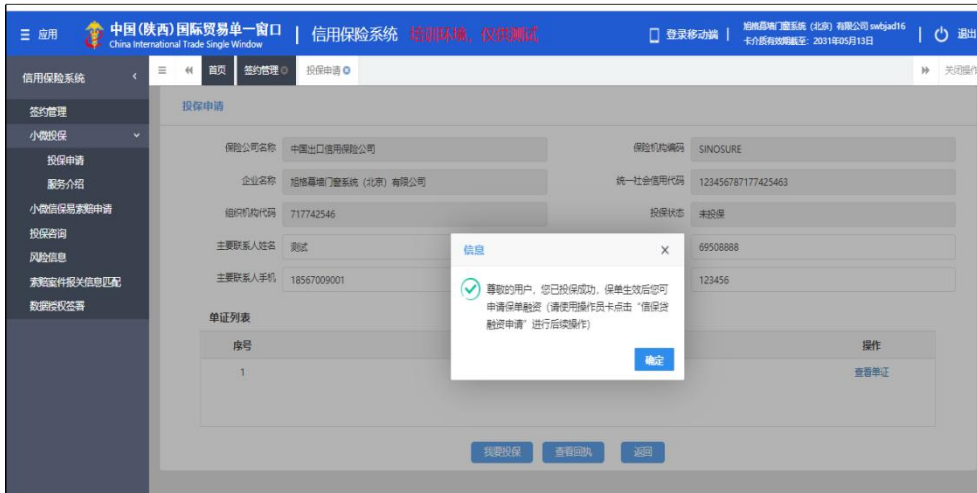 应用
中国(陕西)国际贸易单一窗口
China International Trade Single Window
信用保险系统 培训环境，仅供测试
登录移动端
旭格幕墙门窗系统（北京）有限公司 swbjad16
卡介质有效期截至：2031年05月13日
退出
信用保险系统
首页
签约管理
投保申请
关闭操作
签约管理
小微投保
投保申请
服务介绍
小微信保易索赔申请
投保咨询
风险信息
索赔案件报关信息匹配
数据授权签署
投保申请
保险公司名称 中国出口信用保险公司
保险机构编码 SINOSURE
企业名称 旭格幕墙门窗系统（北京）有限公司
统一社会信用代码 123456787177425463
组织机构代码 717742546
投保状态 未投保
主要联系人姓名 测试
69508888
主要联系人手机 18567009001
123456
信息
尊敬的用户，您已投保成功，保单生效后您可
申请保单融资（请使用操作员卡点击“信保贷
融资申请”进行后续操作）
确定
单证列表
序号
操作
1
查看单证
我要投保
查看回执
返回